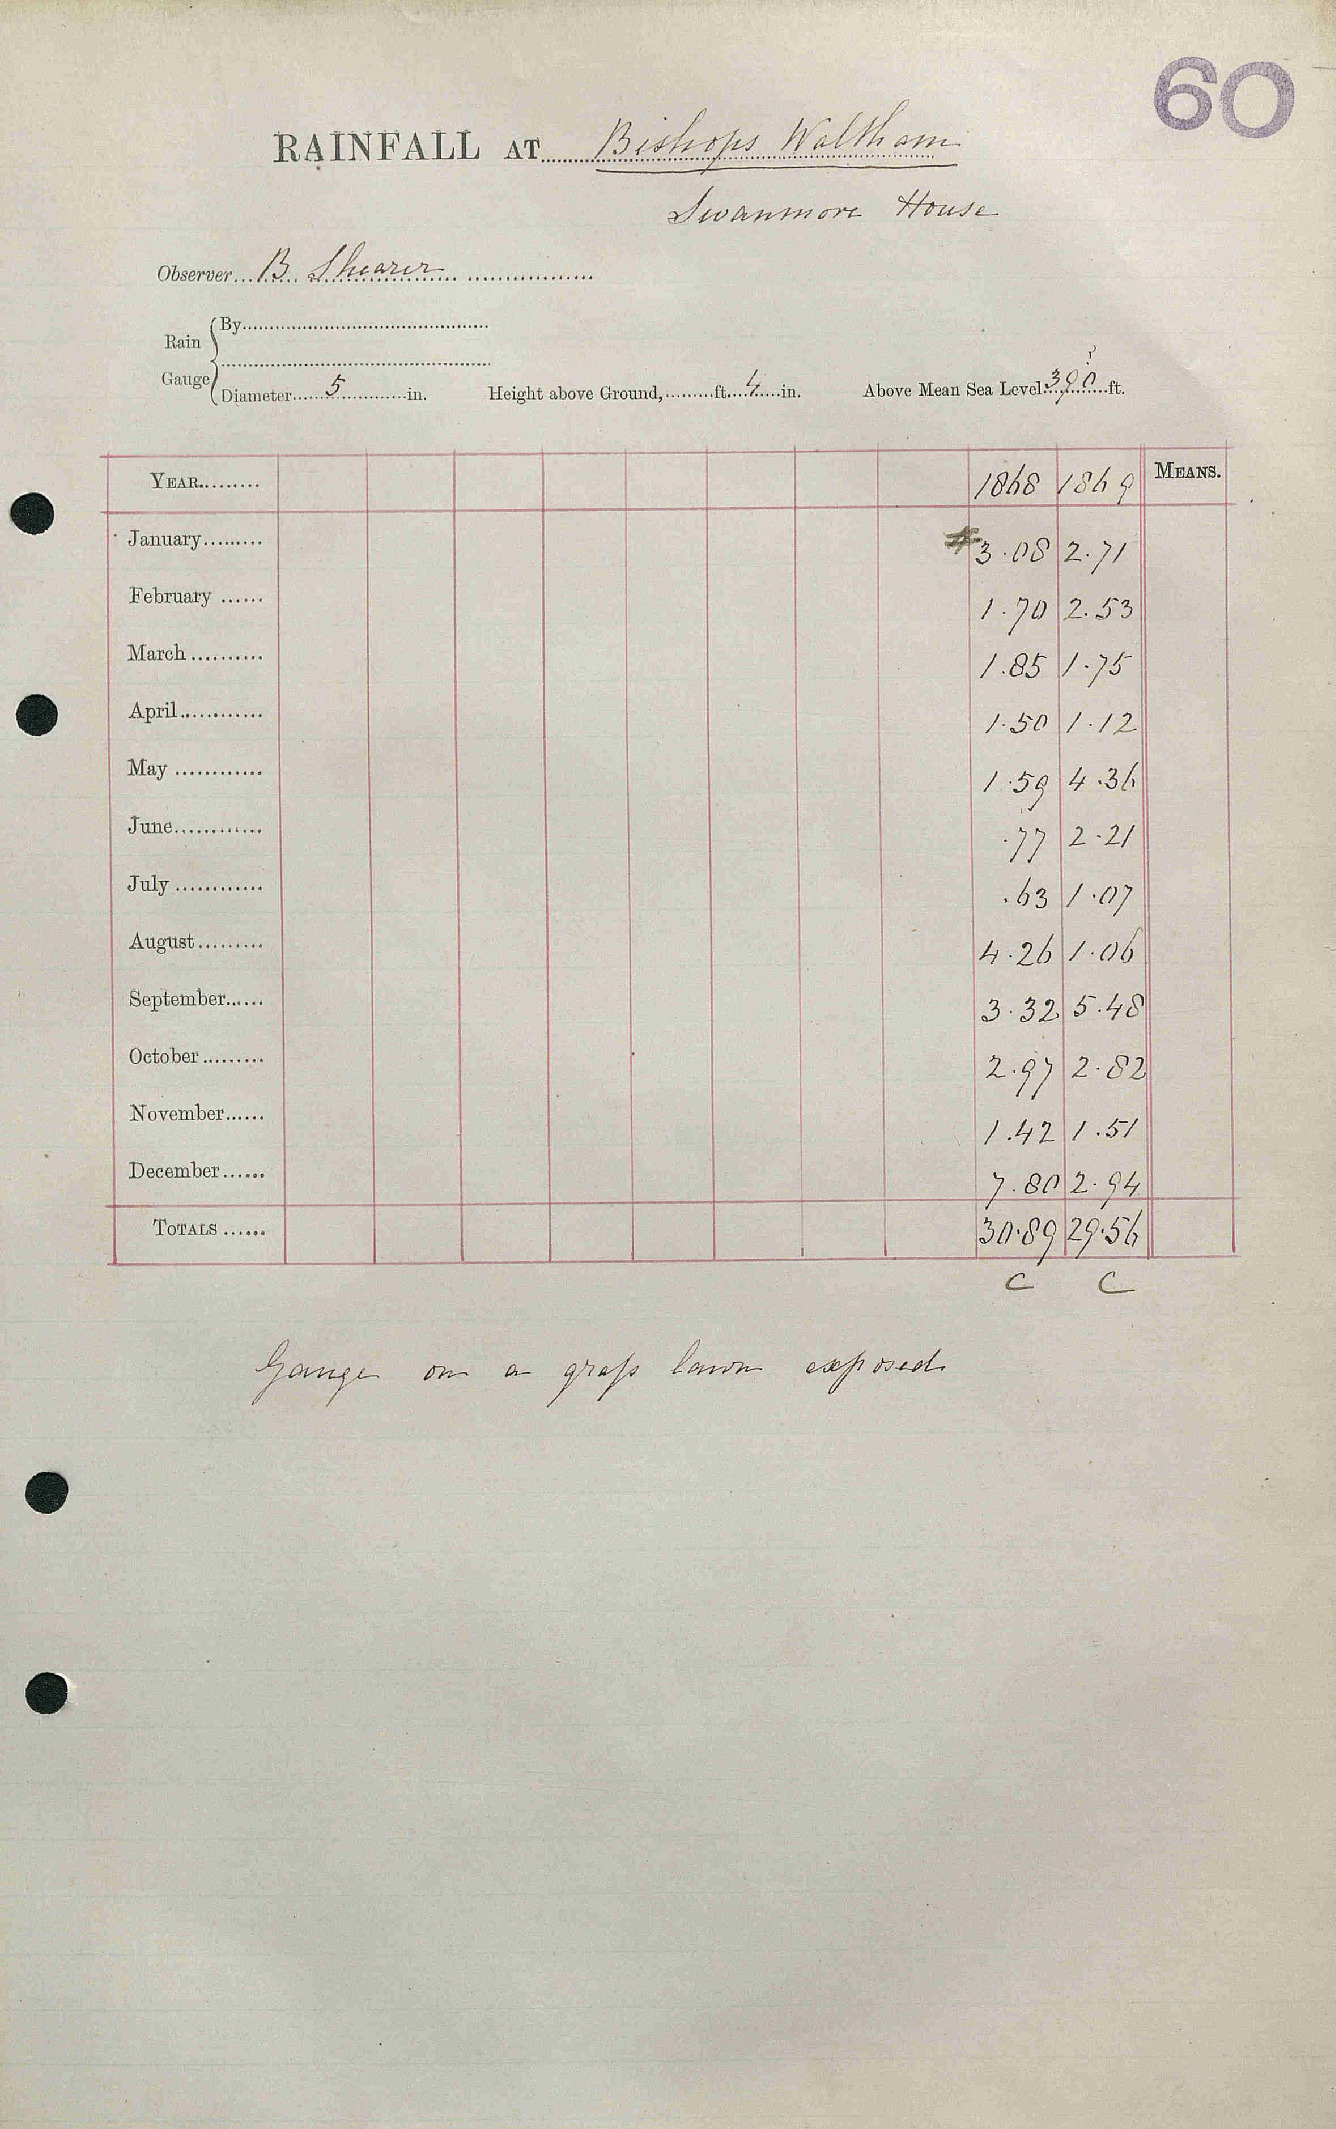 60
RAINFALL AT Bishops Waltham
Swanmore House
Observer B Shearer
Rain Gauge
By
Diameter 5 in. Height above Ground, ft. 4 in. Above Mean Sea Level 390 ? ft.
YEAR 1868 1869 MEANS.
January # 3.08 2.71
February 1.70 2.53
March 1.85 1.75
April 1.50 1.12
May 1.59 4.36
June .77 2.21
July .63 1.07
August 4.26 1.06
September 3.32 5.48
October 2.97 2.82
November 1.42 1.51
December 7.80 2.94
TOTALS 30.89 29.56
C C
Gauge on a grass lawn exposed